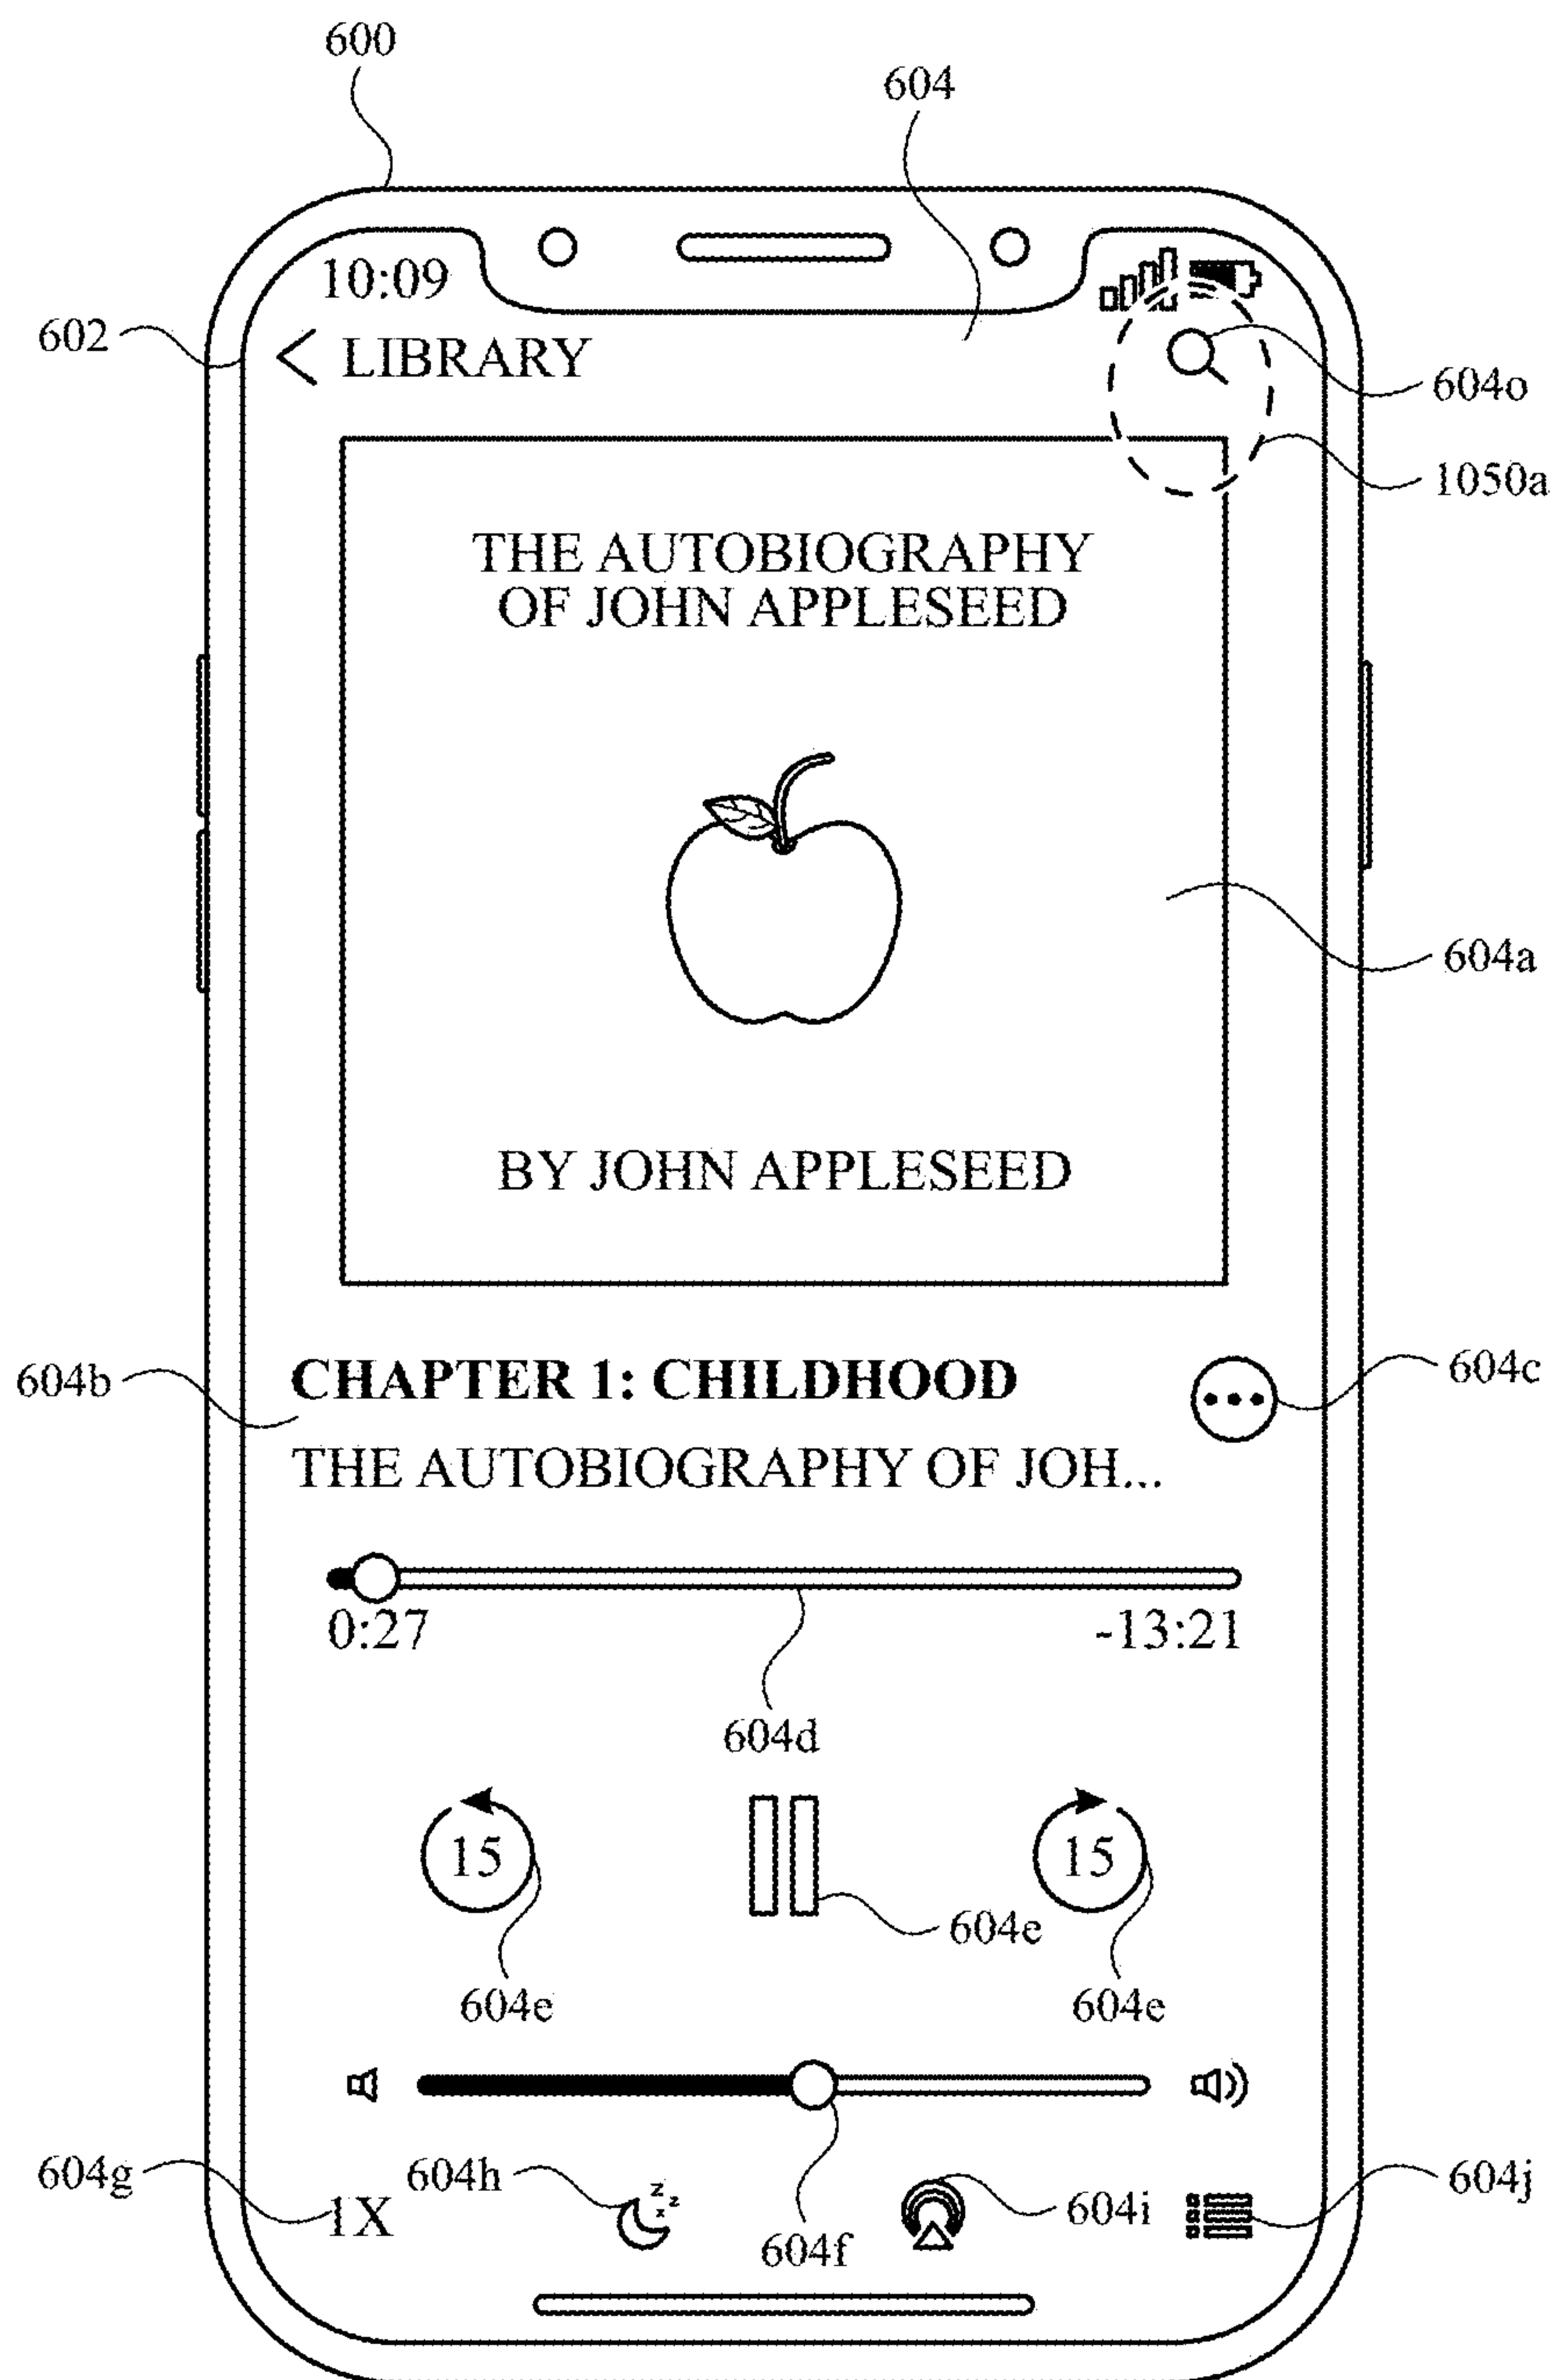 600
604
10:09
602
< LIBRARY
604o
1050a
THE AUTOBIOGRAPHY
OF JOHN APPLESEED
604a
BY JOHN APPLESEED
604b
CHAPTER 1: CHILDHOOD
604c
THE AUTOBIOGRAPHY OF JOH...
0:27
-13:21
604d
15
15
604e
604e
604e
604g
604h
604i
604j
1X
z
z
z
604f